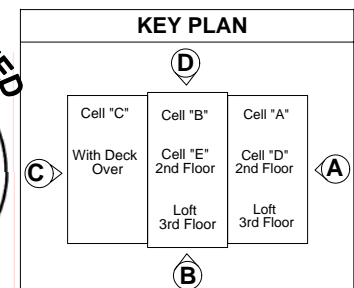 KEY PLAN
D
Cell "C"
With Deck
Over
Cell "B"
Cell "E"
2nd Floor
Loft
3rd Floor
Cell "A"
Cell "D"
2nd Floor
Loft
3rd Floor
C
A
B